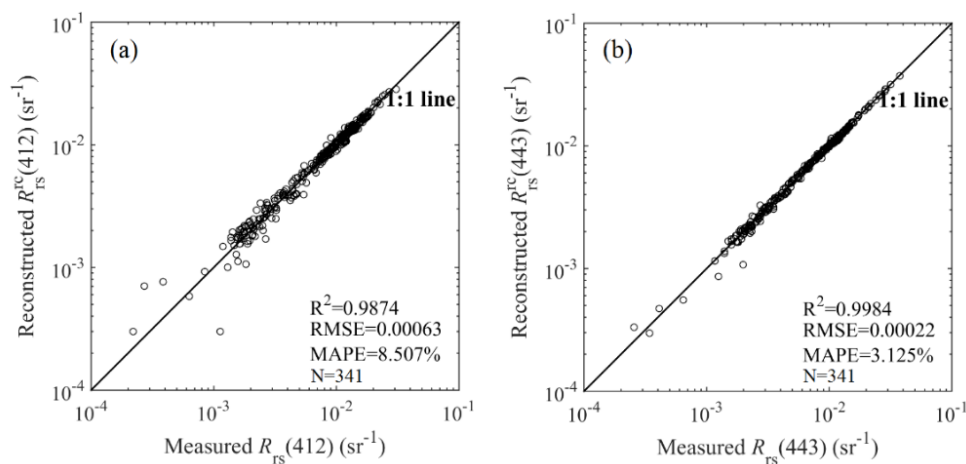 (a)
Reconstructed R_rs^rc(412) (sr^-1)
10^-1
10^-2
10^-3
10^-4
1:1 line
R^2=0.9874
RMSE=0.00063
MAPE=8.507%
N=341
10^-4 10^-3 10^-2 10^-1
Measured R_rs(412) (sr^-1)
(b)
Reconstructed R_rs^rc(443) (sr^-1)
10^-1
10^-2
10^-3
10^-4
1:1 line
R^2=0.9984
RMSE=0.00022
MAPE=3.125%
N=341
10^-4 10^-3 10^-2 10^-1
Measured R_rs(443) (sr^-1)